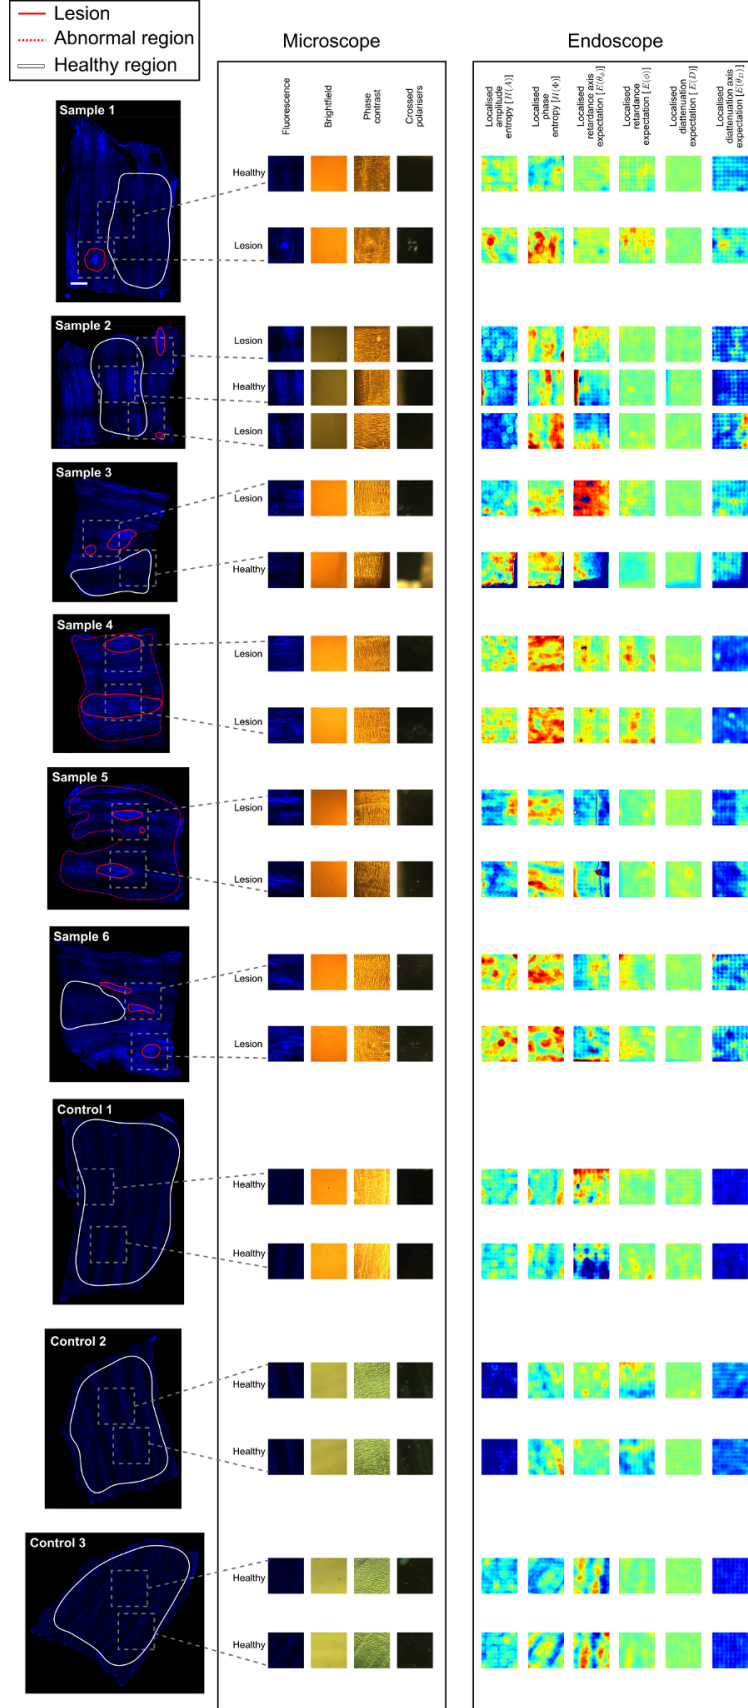 Lesion
Abnormal region
Healthy region
Microscope
Endoscope
Fluorescence
Brightfield
Phase
contrast
Crossed
polarisers
Localised
amplitude
entropy [H(A)]
Localised
phase
entropy [H(Φ)]
Localised
retardance axis
expectation [E(θ_ϕ)]
Localised
retardance
expectation [E(ϕ)]
Localised
diattenuation
expectation [E(D)]
Localised
diattenuation axis
expectation [E(θ_D)]
Sample 1
Healthy
Lesion
Sample 2
Lesion
Healthy
Lesion
Sample 3
Lesion
Healthy
Sample 4
Lesion
Lesion
Sample 5
Lesion
Lesion
Sample 6
Lesion
Lesion
Control 1
Healthy
Healthy
Control 2
Healthy
Healthy
Control 3
Healthy
Healthy